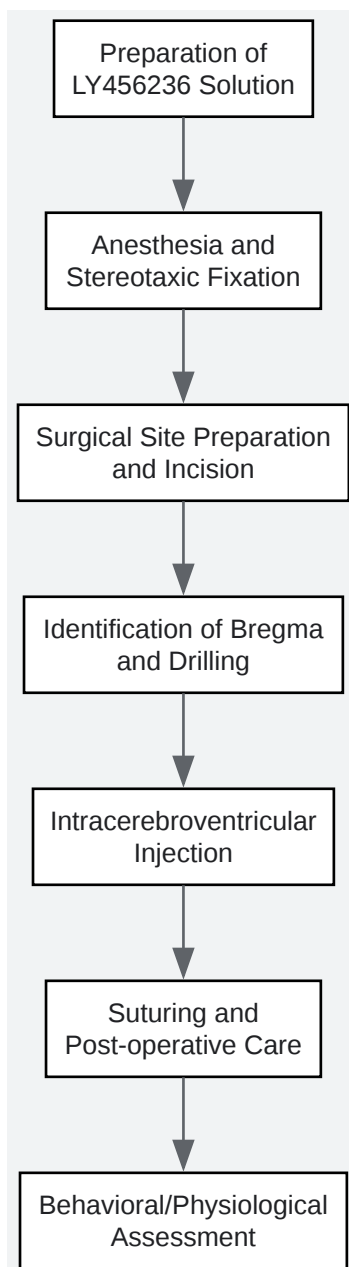 Preparation of
LY456236 Solution
Anesthesia and
Stereotaxic Fixation
Surgical Site Preparation
and Incision
Identification of Bregma
and Drilling
Intracerebroventricular
Injection
Suturing and
Post-operative Care
Behavioral/Physiological
Assessment